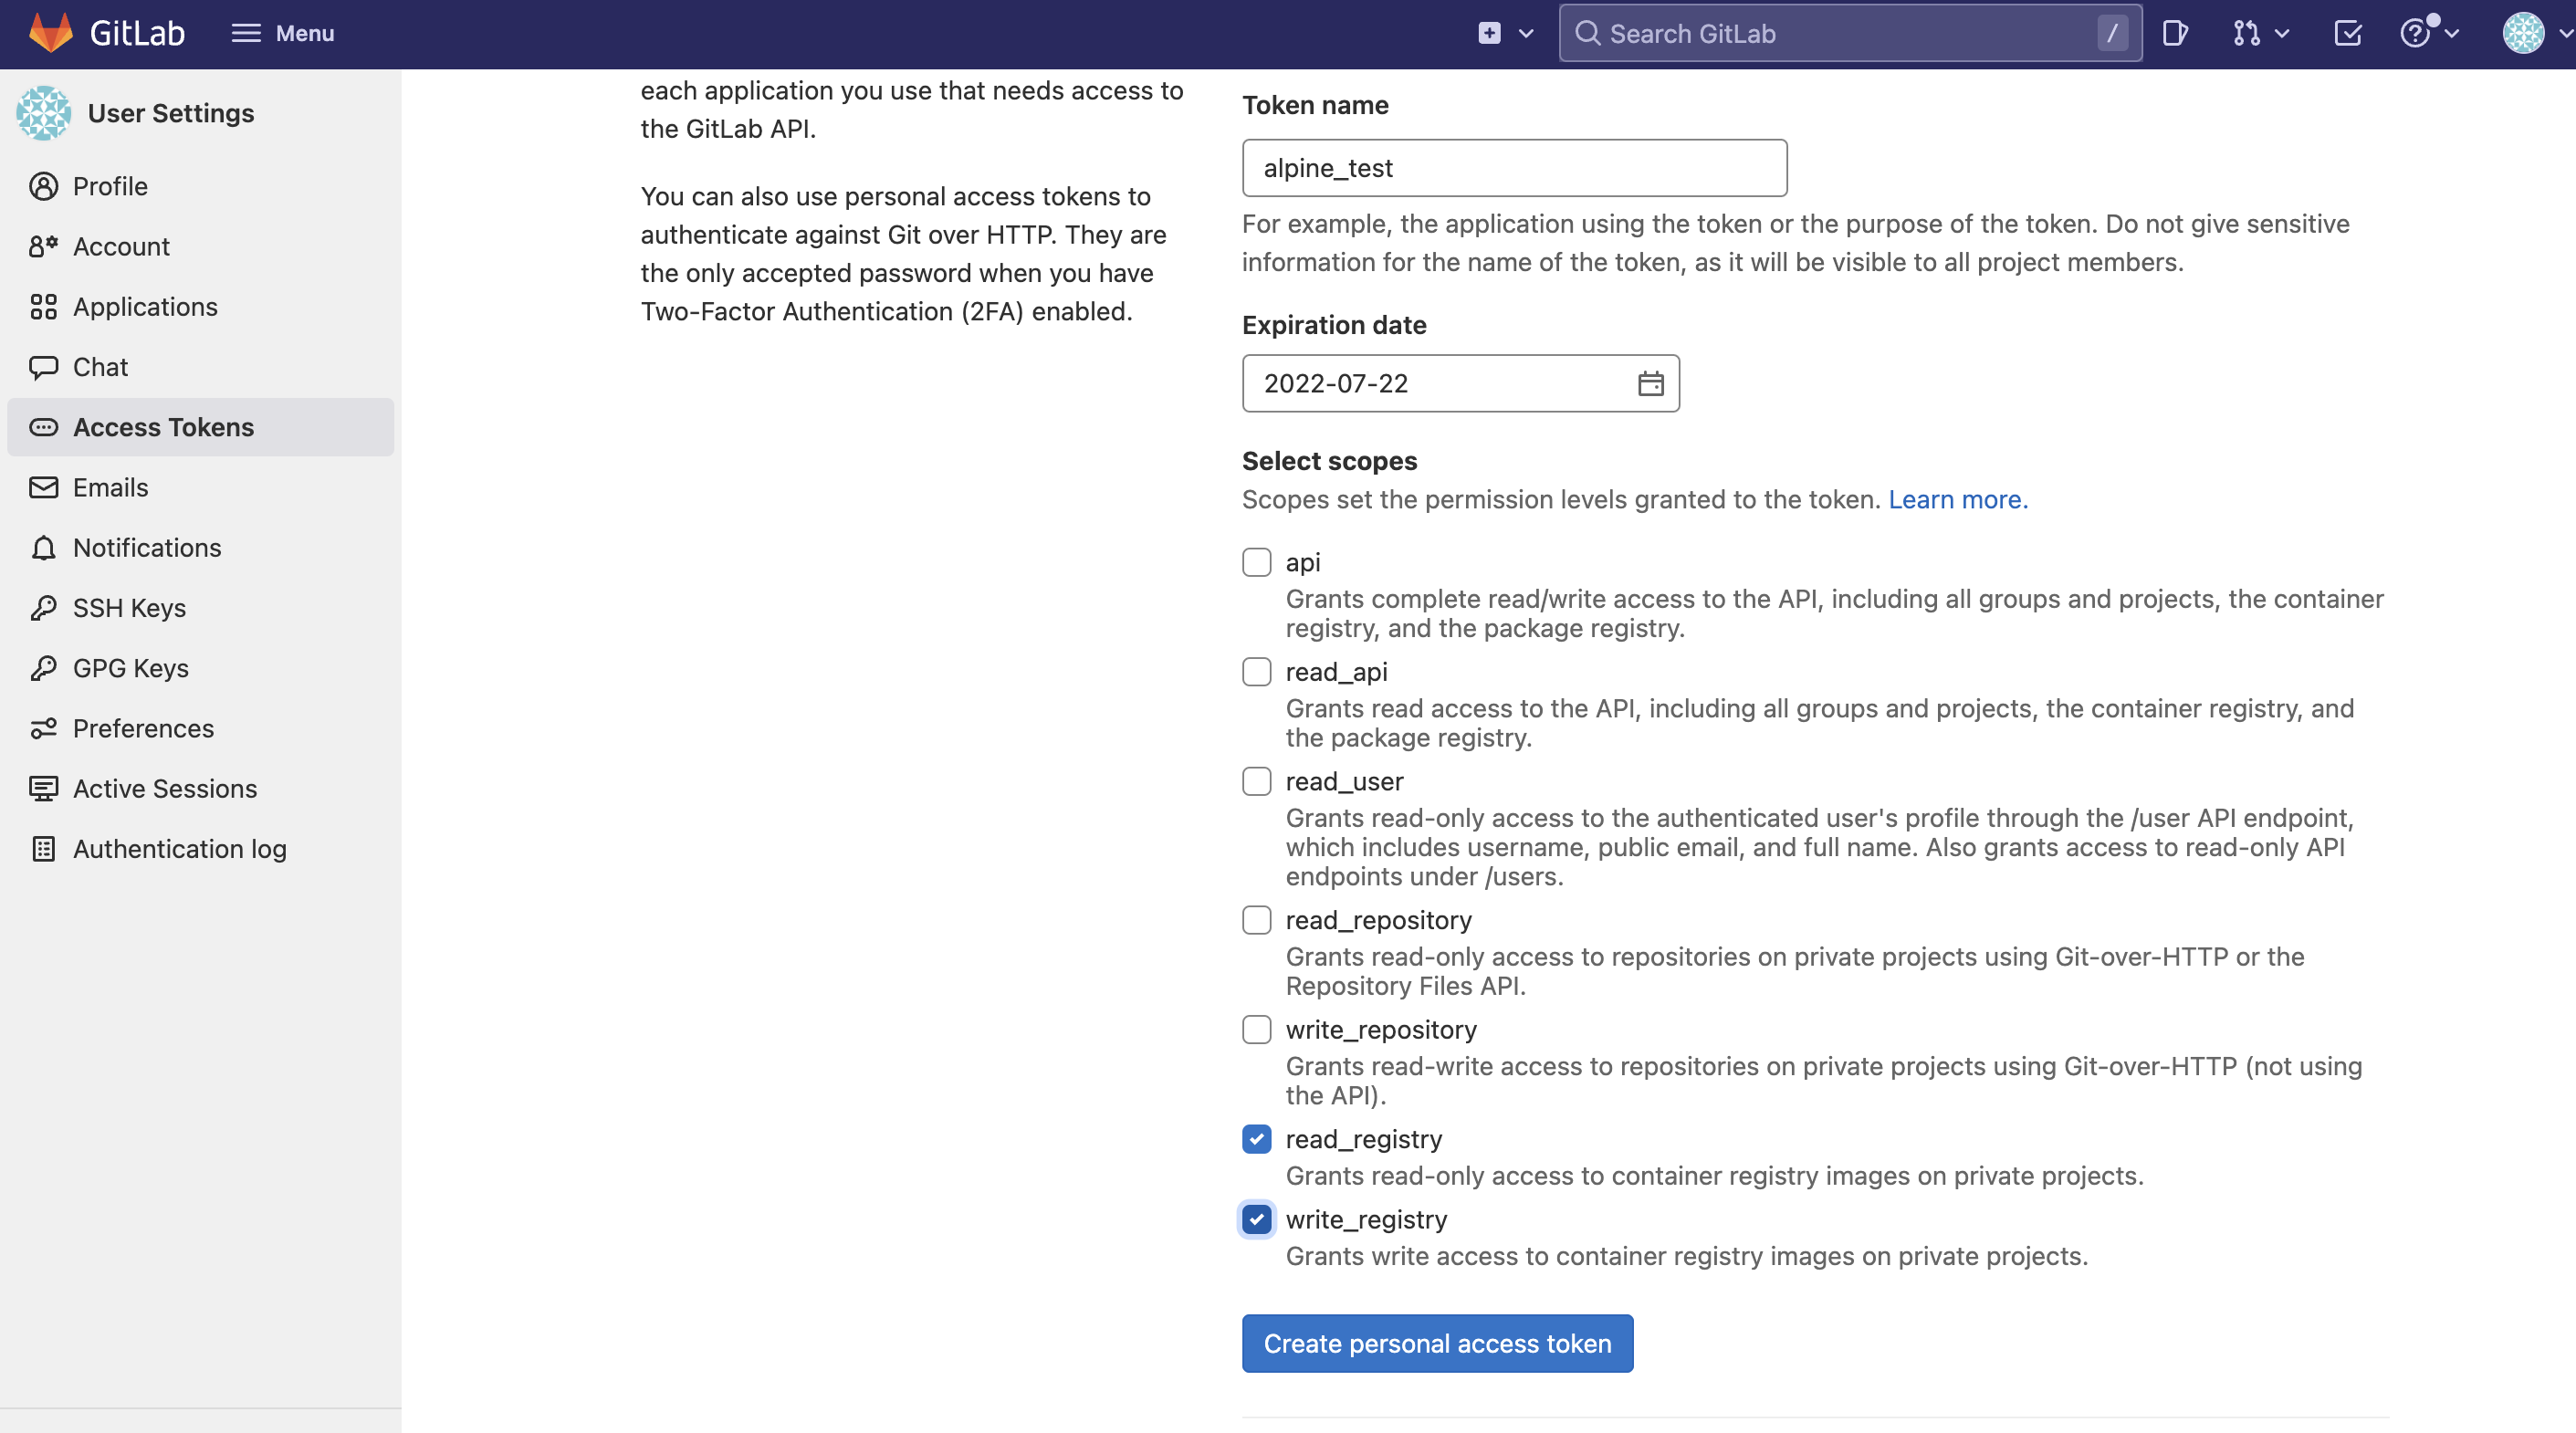 GitLab
Menu
Search GitLab
/
User Settings
Profile
Account
Applications
Chat
Access Tokens
Emails
Notifications
SSH Keys
GPG Keys
Preferences
Active Sessions
Authentication log
each application you use that needs access to
the GitLab API.
You can also use personal access tokens to
authenticate against Git over HTTP. They are
the only accepted password when you have
Two-Factor Authentication (2FA) enabled.
Token name
alpine_test
For example, the application using the token or the purpose of the token. Do not give sensitive
information for the name of the token, as it will be visible to all project members.
Expiration date
2022-07-22
Select scopes
Scopes set the permission levels granted to the token. Learn more.
api
Grants complete read/write access to the API, including all groups and projects, the container
registry, and the package registry.
read_api
Grants read access to the API, including all groups and projects, the container registry, and
the package registry.
read_user
Grants read-only access to the authenticated user's profile through the /user API endpoint,
which includes username, public email, and full name. Also grants access to read-only API
endpoints under /users.
read_repository
Grants read-only access to repositories on private projects using Git-over-HTTP or the
Repository Files API.
write_repository
Grants read-write access to repositories on private projects using Git-over-HTTP (not using
the API).
read_registry
Grants read-only access to container registry images on private projects.
write_registry
Grants write access to container registry images on private projects.
Create personal access token